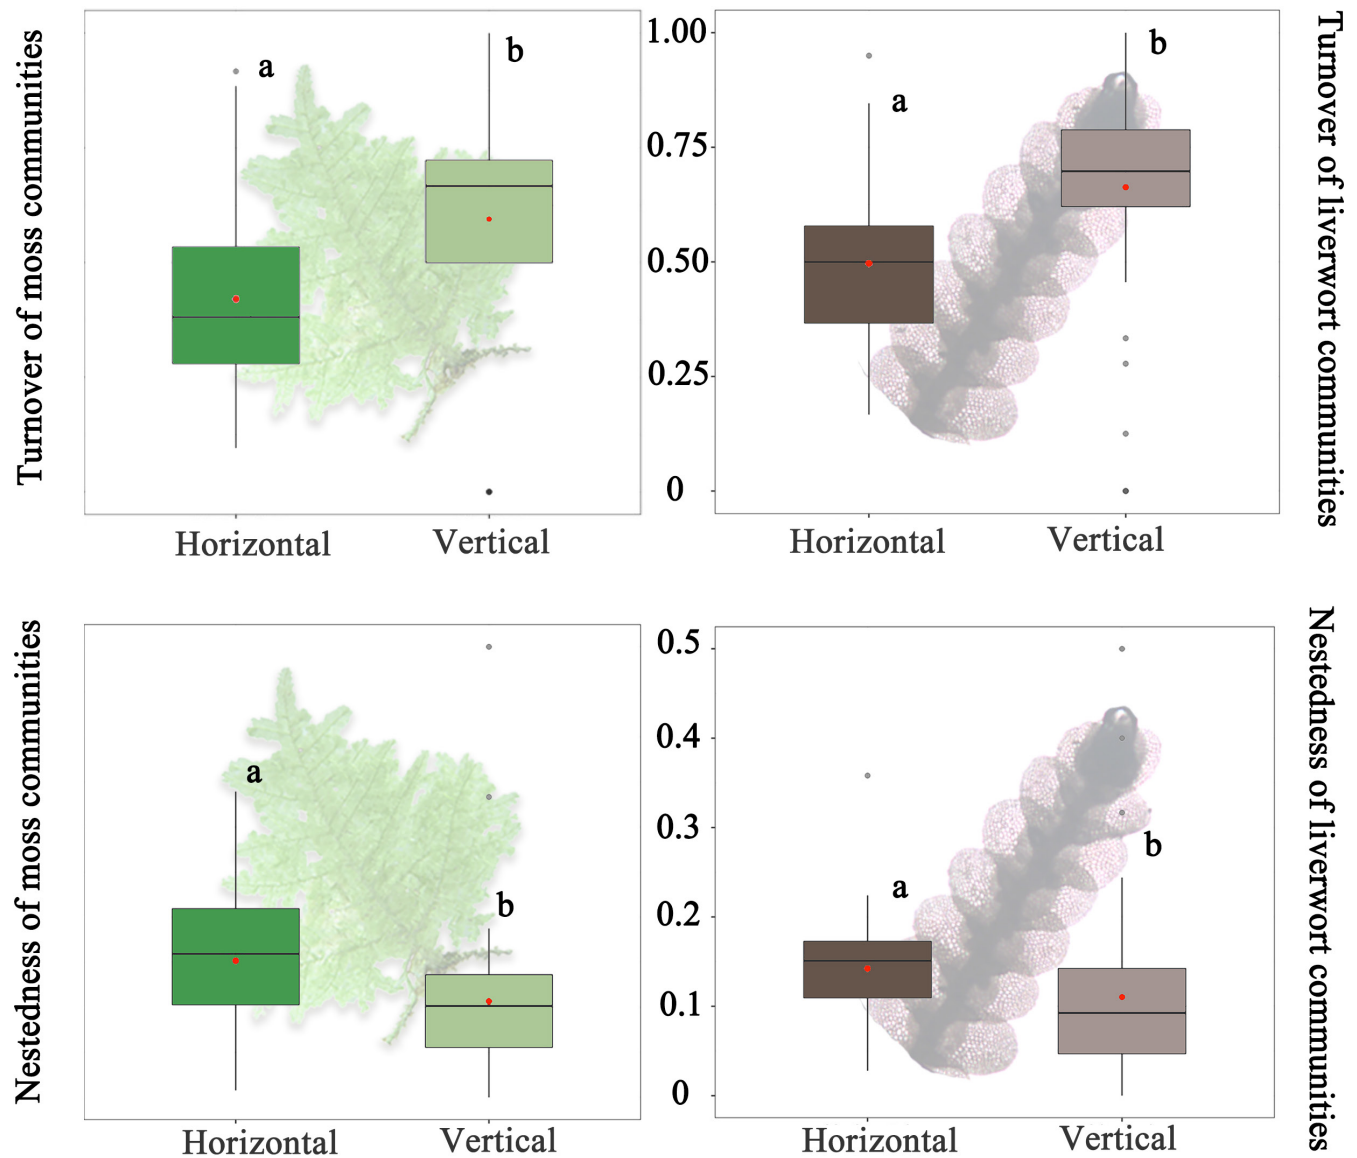 Turnover of moss communities
a
b
Horizontal
Vertical
1.00
0.75
0.50
0.25
0
a
b
Horizontal
Vertical
Turnover of liverwort communities
Nestedness of moss communities
a
b
Horizontal
Vertical
0.5
0.4
0.3
0.2
0.1
0
a
b
Horizontal
Vertical
Nestedness of liverwort communities